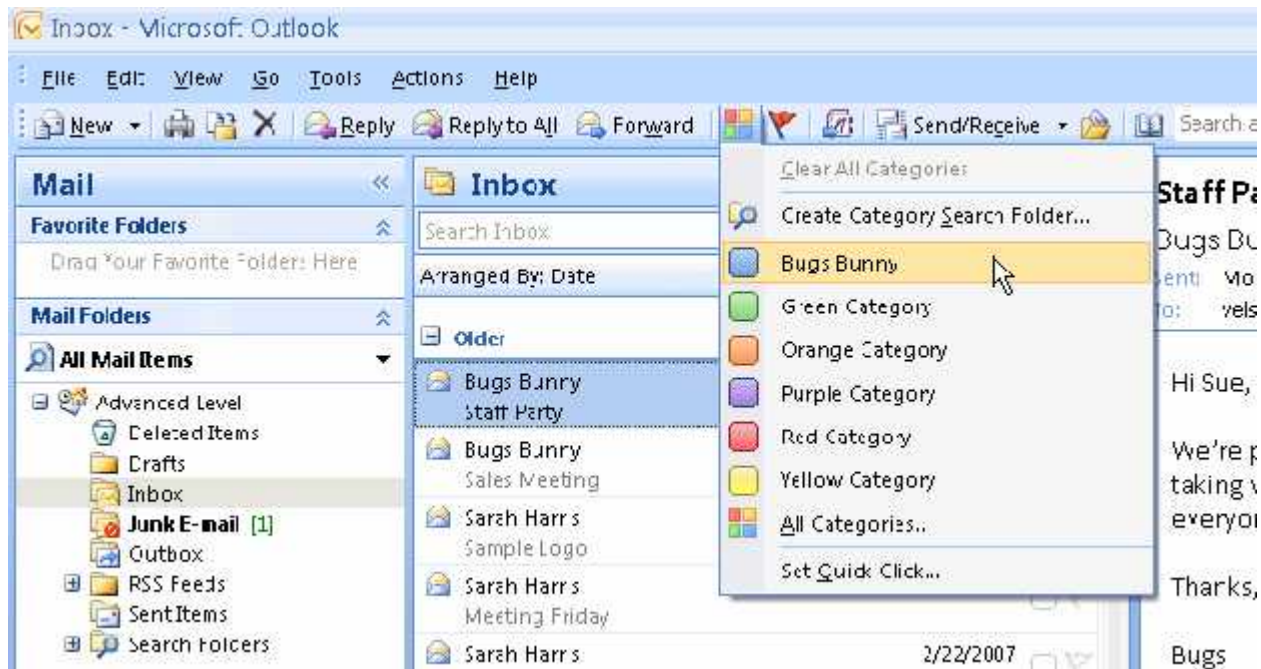 Inbox - Microsoft Outlook
File Edit View Go Tools Actions Help
New Reply Reply to All Forward Send/Receive Search a
Mail
Favorite Folders
Drag Your Favorite Folders Here
Mail Folders
All Mail Items
Advanced Level
Deleted Items
Drafts
Inbox
Junk E-mail [1]
Outbox
RSS Feeds
Sent Items
Search Folders
Inbox
Search Inbox
Arranged By: Date
Older
Bugs Bunny
Staff Party
Bugs Bunny
Sales Meeting
Sarah Harris
Sample Logo
Sarah Harris
Meeting Friday
Sarah Harris 2/22/2007
Clear All Categories
Create Category Search Folder...
Bugs Bunny
Green Category
Orange Category
Purple Category
Red Category
Yellow Category
All Categories...
Set Quick Click...
Staff Pa
Bugs Bu
Sent: Mo
To: vels
Hi Sue,
We're p
taking v
everyo
Thanks,
Bugs